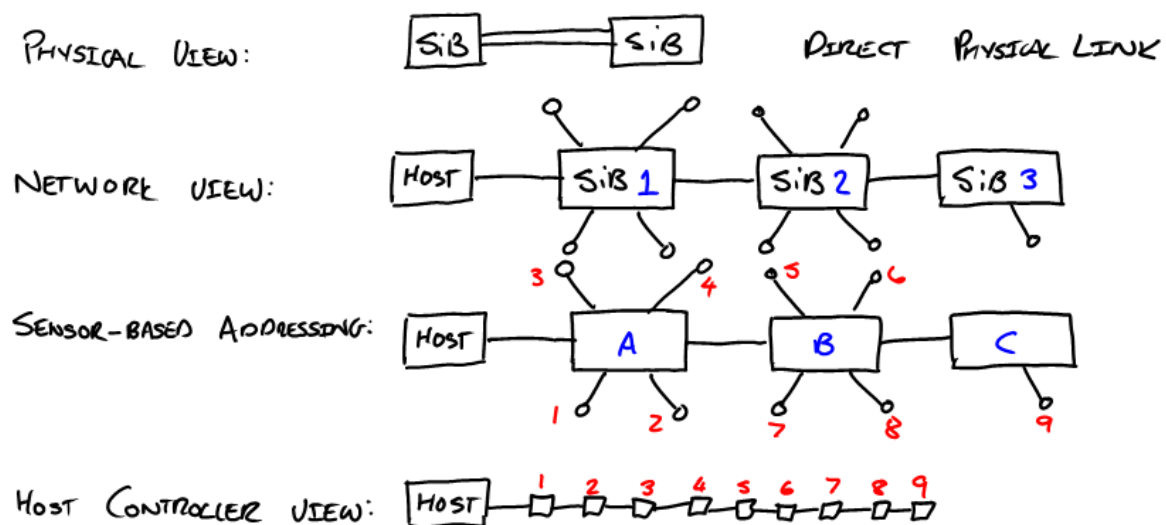 PHYSICAL VIEW: SiB SiB DIRECT PHYSICAL LINK
NETWORK VIEW: HOST SiB 1 SiB 2 SiB 3
3 4 5 6
SENSOR-BASED ADDRESSING: HOST A B C
1 2 7 8 9
1 2 3 4 5 6 7 8 9
HOST CONTROLLER VIEW: HOST